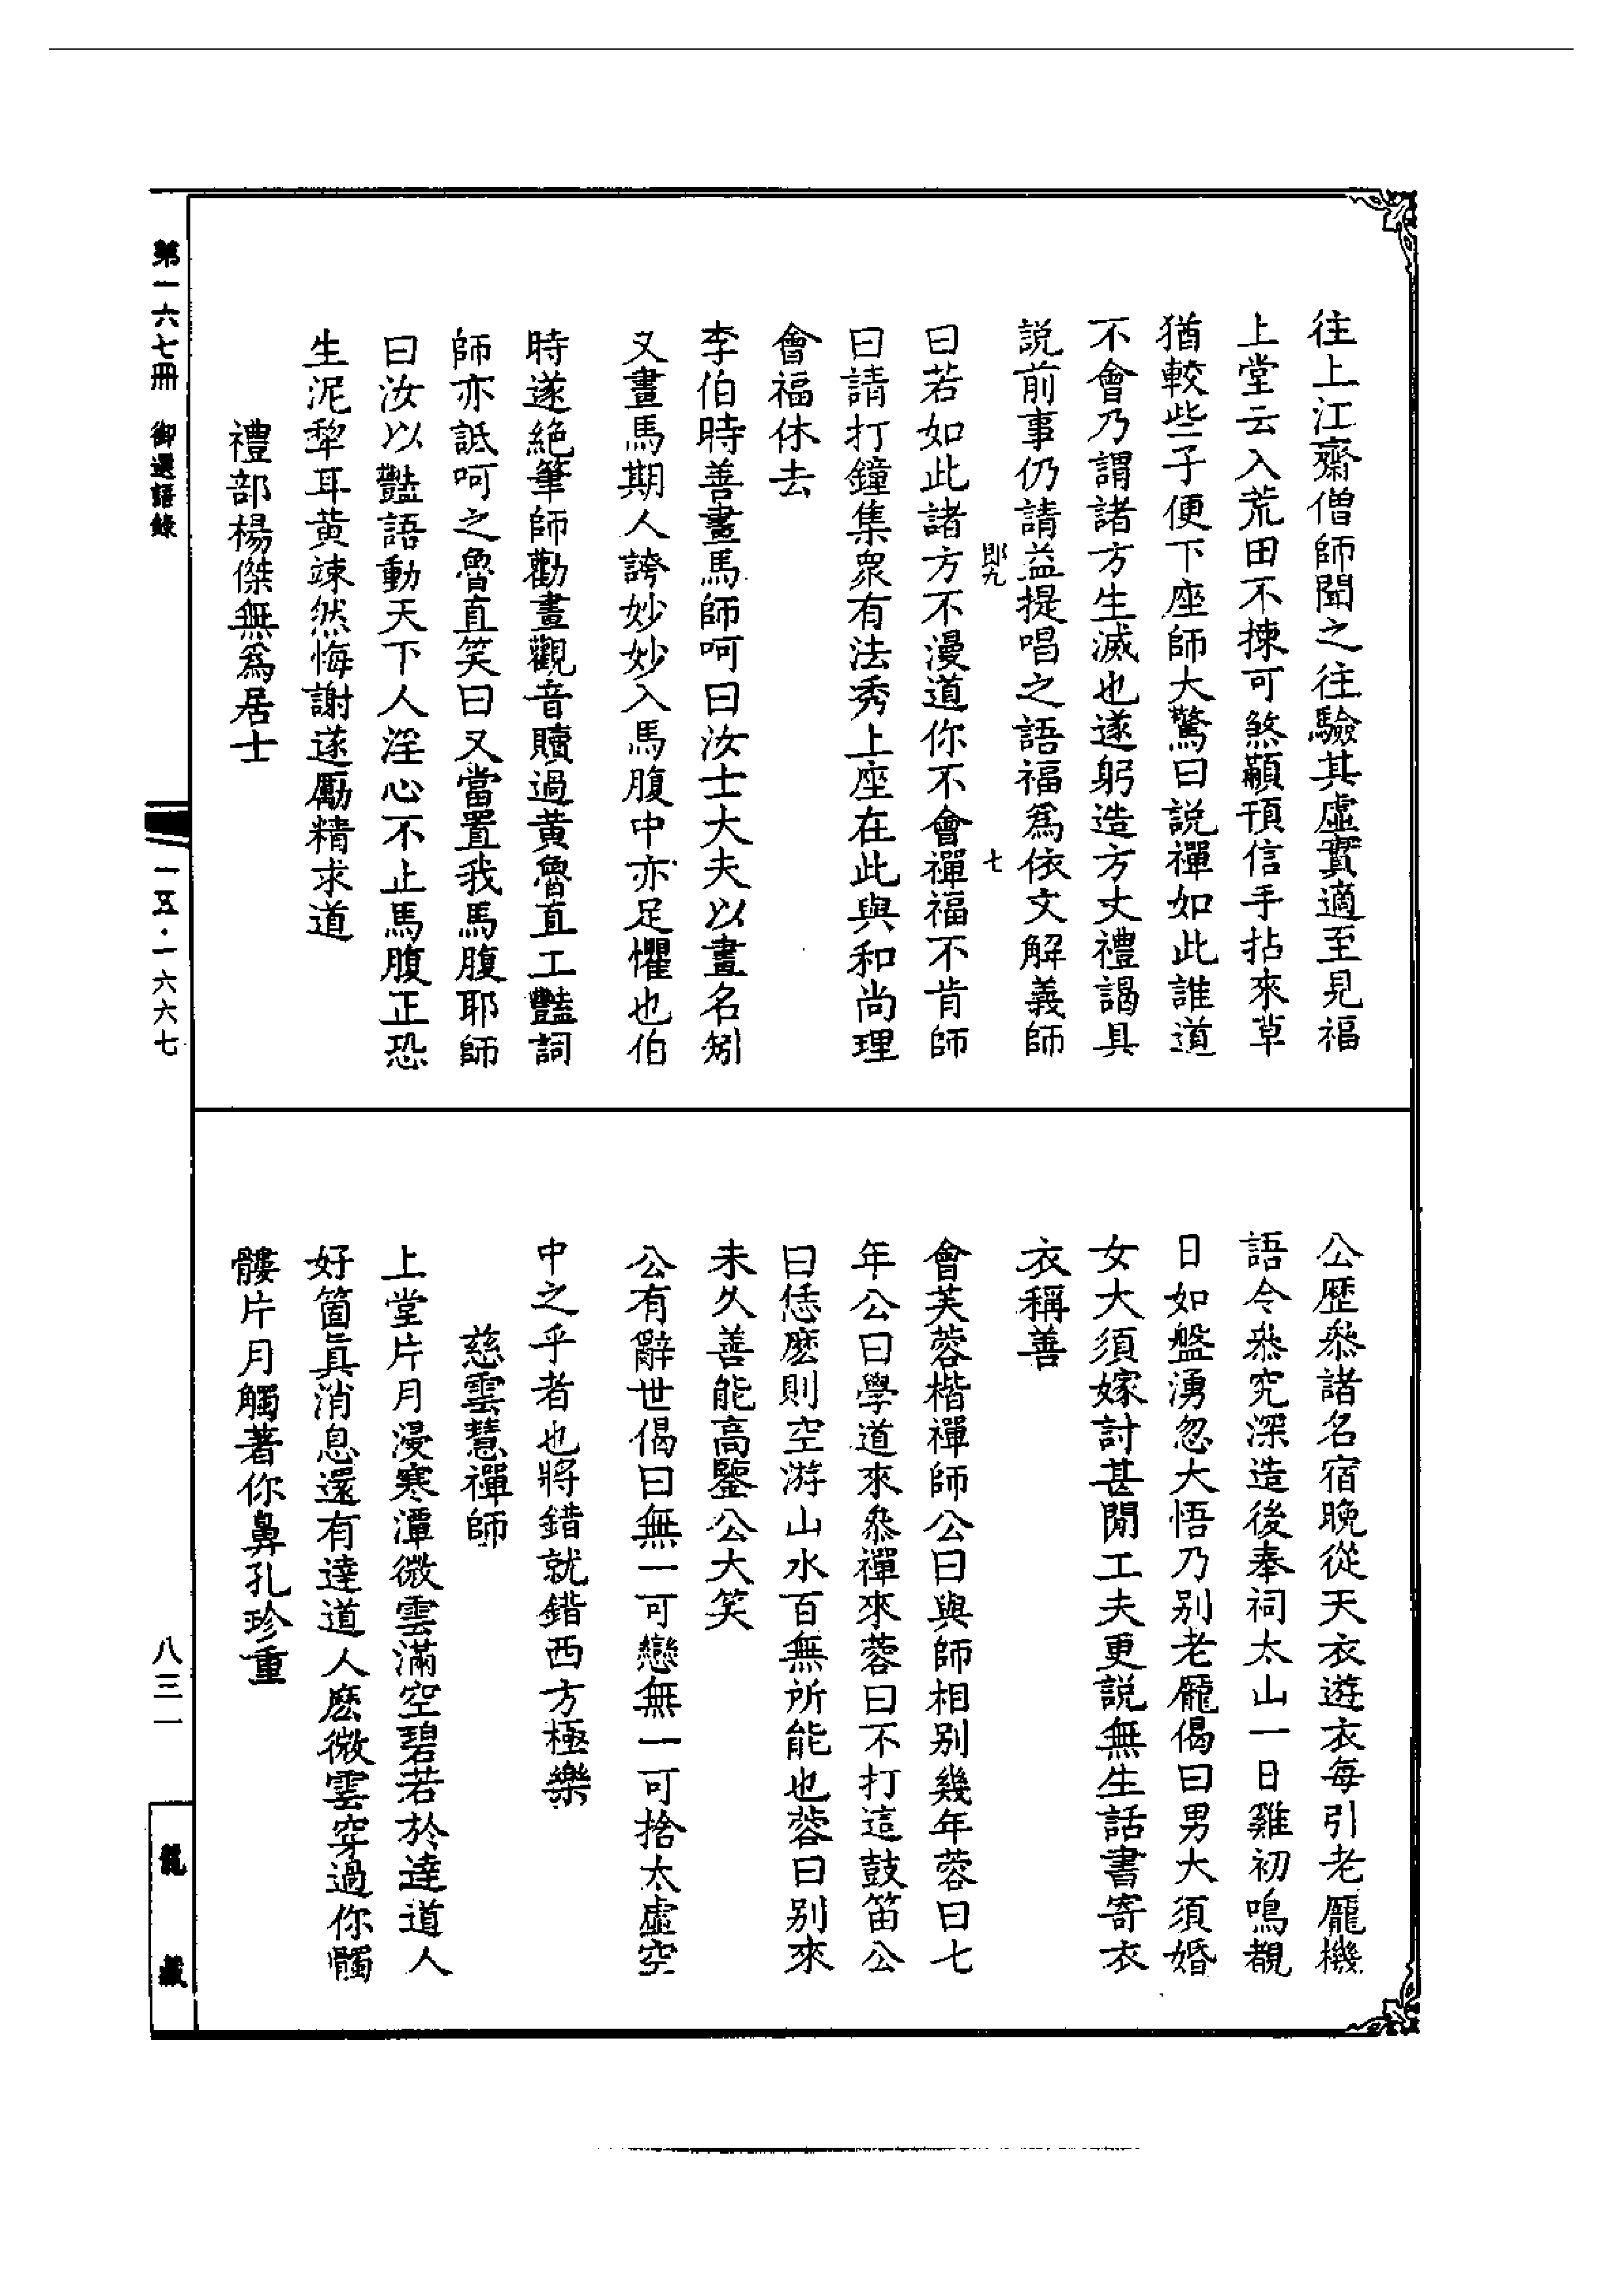 往上江齋僧師聞之往驗其虛實適至見福
上堂云入荒田不揀可煞顢頇信手拈來草
猶較些子便下座師大驚曰説禪如此誰道
不會乃謂諸方生滅也遂躬造方丈禮謁具
説前事仍請益提唱之語福爲依文解義師
郎九
七
曰若如此諸方不漫道你不會禪福不肯師
曰請打鐘集衆有法秀上座在此與和尚理
會福休去
李伯時善畫馬師呵曰汝士大夫以畫名矧
又畫馬期人誇妙妙入馬腹中亦足懼也伯
時遂絕筆師勸畫觀音贖過黃魯直工豔詞
師亦詆呵之魯直笑曰又當置我馬腹耶師
曰汝以豔語動天下人淫心不止馬腹正恐
生泥犂耳黃竦然悔謝遂勵精求道
禮部楊傑無爲居士
公歷叅諸名宿晚從天衣遊衣每引老龐機
語令叅究深造後奉祠太山一日雞初鳴覩
日如盤湧忽大悟乃別老龐偈曰男大須婚
女大須嫁討甚閒工夫更説無生話書寄衣
衣稱善
會芙蓉楷禪師公曰與師相別幾年蓉曰七
年公曰學道來叅禪來蓉曰不打這鼓笛公
曰恁麽則空游山水百無所能也蓉曰別來
未久善能高鑒公大笑
公有辭世偈曰無一可戀無一可捨太虛空
中之乎者也將錯就錯西方極樂
慈雲慧禪師
上堂片月浸寒潭微雲滿空碧若於達道人
好箇眞消息還有達道人麽微雲穿過你髑
髏片月觸著你鼻孔珍重
第一六七冊 御選語錄
一五·一六六七
八三一
龍藏